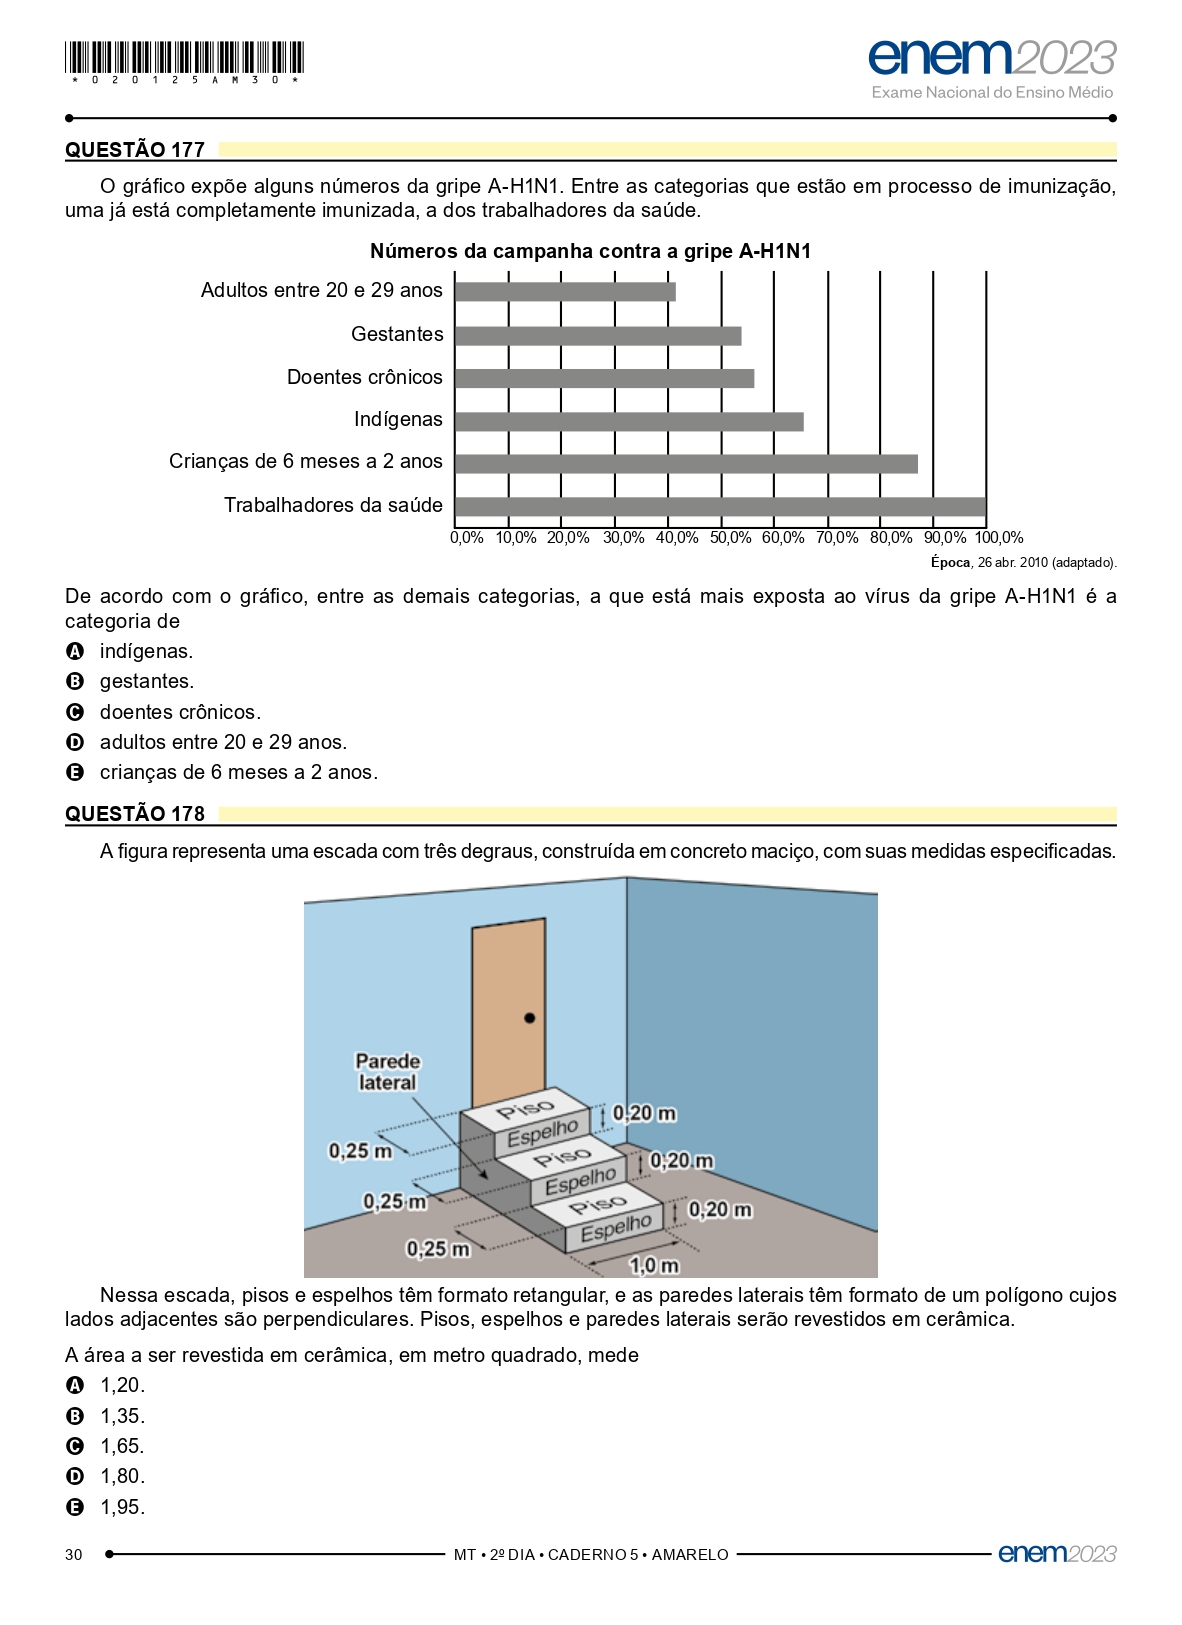 *020125AM30*
enem2023
Exame Nacional do Ensino Médio
QUESTÃO 177
O gráfico expõe alguns números da gripe A-H1N1. Entre as categorias que estão em processo de imunização,
uma já está completamente imunizada, a dos trabalhadores da saúde.
Números da campanha contra a gripe A-H1N1
Adultos entre 20 e 29 anos
Gestantes
Doentes crônicos
Indígenas
Crianças de 6 meses a 2 anos
Trabalhadores da saúde
0,0% 10,0% 20,0% 30,0% 40,0% 50,0% 60,0% 70,0% 80,0% 90,0% 100,0%
Época, 26 abr. 2010 (adaptado).
De acordo com o gráfico, entre as demais categorias, a que está mais exposta ao vírus da gripe A-H1N1 é a
categoria de
A indígenas.
B gestantes.
C doentes crônicos.
D adultos entre 20 e 29 anos.
E crianças de 6 meses a 2 anos.
QUESTÃO 178
A figura representa uma escada com três degraus, construída em concreto maciço, com suas medidas especificadas.
Parede
lateral
Piso
0,20 m
Espelho
0,25 m
Piso
0,20 m
Espelho
0,25 m
Piso
0,20 m
Espelho
0,25 m
1,0 m
Nessa escada, pisos e espelhos têm formato retangular, e as paredes laterais têm formato de um polígono cujos
lados adjacentes são perpendiculares. Pisos, espelhos e paredes laterais serão revestidos em cerâmica.
A área a ser revestida em cerâmica, em metro quadrado, mede
A 1,20.
B 1,35.
C 1,65.
D 1,80.
E 1,95.
30 MT • 2º DIA • CADERNO 5 • AMARELO enem2023